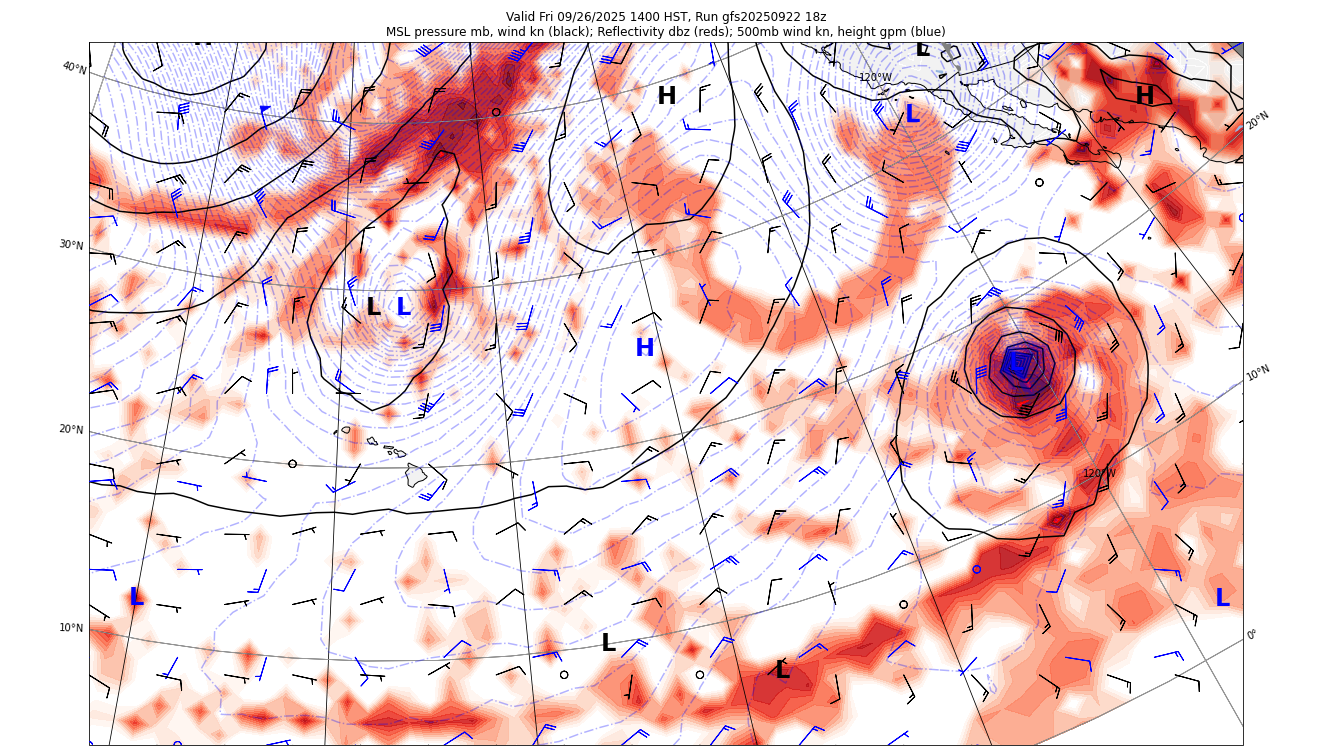 Valid Fri 09/26/2025 1400 HST, Run gfs20250922 18z
MSL pressure mb, wind kn (black); Reflectivity dbz (reds); 500mb wind kn, height gpm (blue)
L
120°W
40°N
H
H
L
20°N
30°N
L L
H
10°N
20°N
120°W
L
L
10°N
L
0°
L